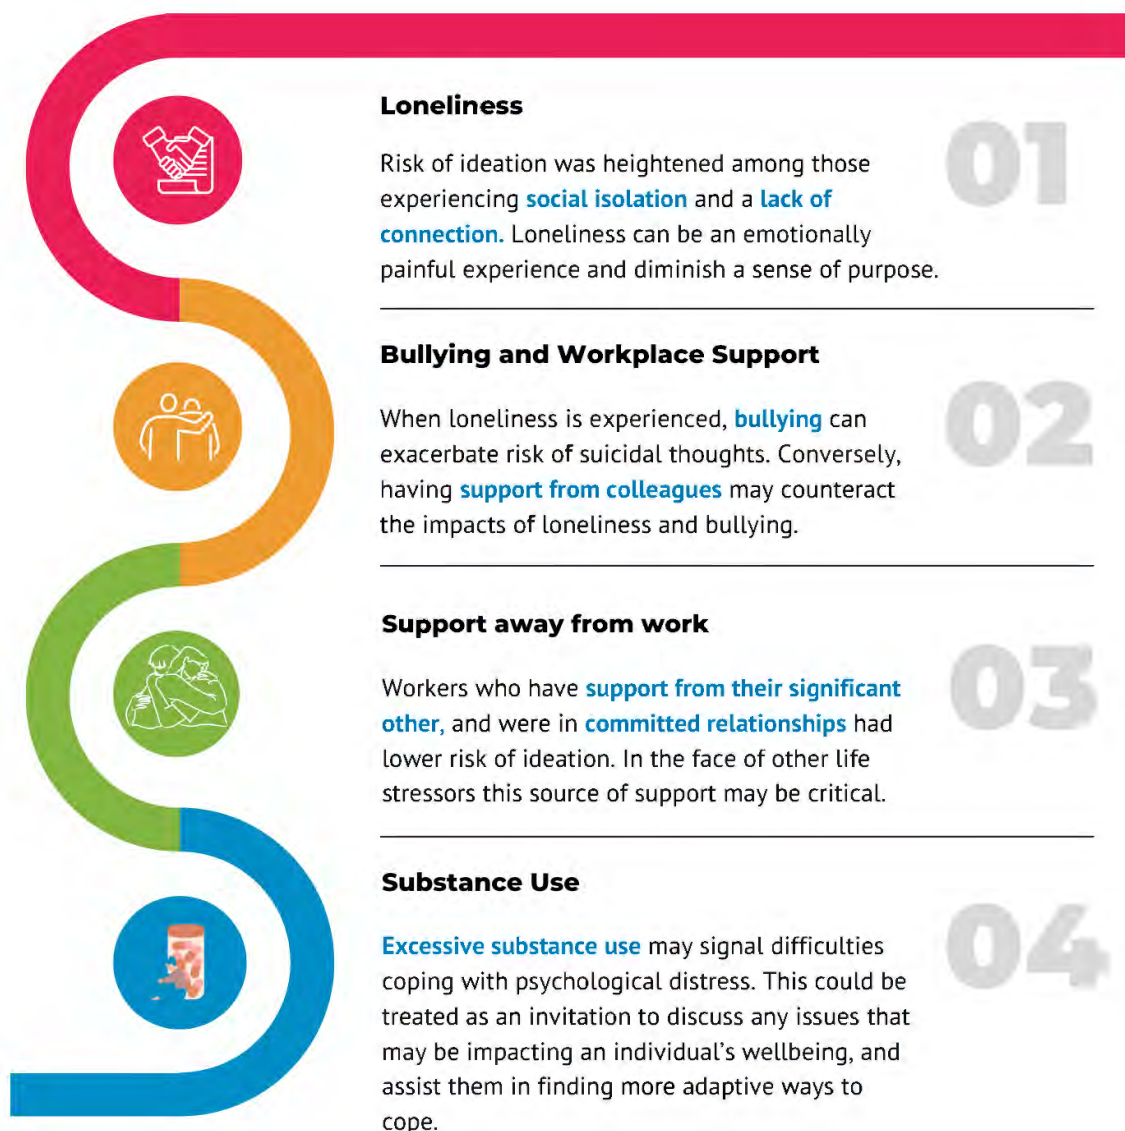 Loneliness
01
Risk of ideation was heightened among those
experiencing social isolation and a lack of
connection. Loneliness can be an emotionally
painful experience and diminish a sense of purpose.
Bullying and Workplace Support
02
When loneliness is experienced, bullying can
exacerbate risk of suicidal thoughts. Conversely,
having support from colleagues may counteract
the impacts of loneliness and bullying.
Support away from work
03
Workers who have support from their significant
other, and were in committed relationships had
lower risk of ideation. In the face of other life
stressors this source of support may be critical.
Substance Use
04
Excessive substance use may signal difficulties
coping with psychological distress. This could be
treated as an invitation to discuss any issues that
may be impacting an individual's wellbeing, and
assist them in finding more adaptive ways to
cope.